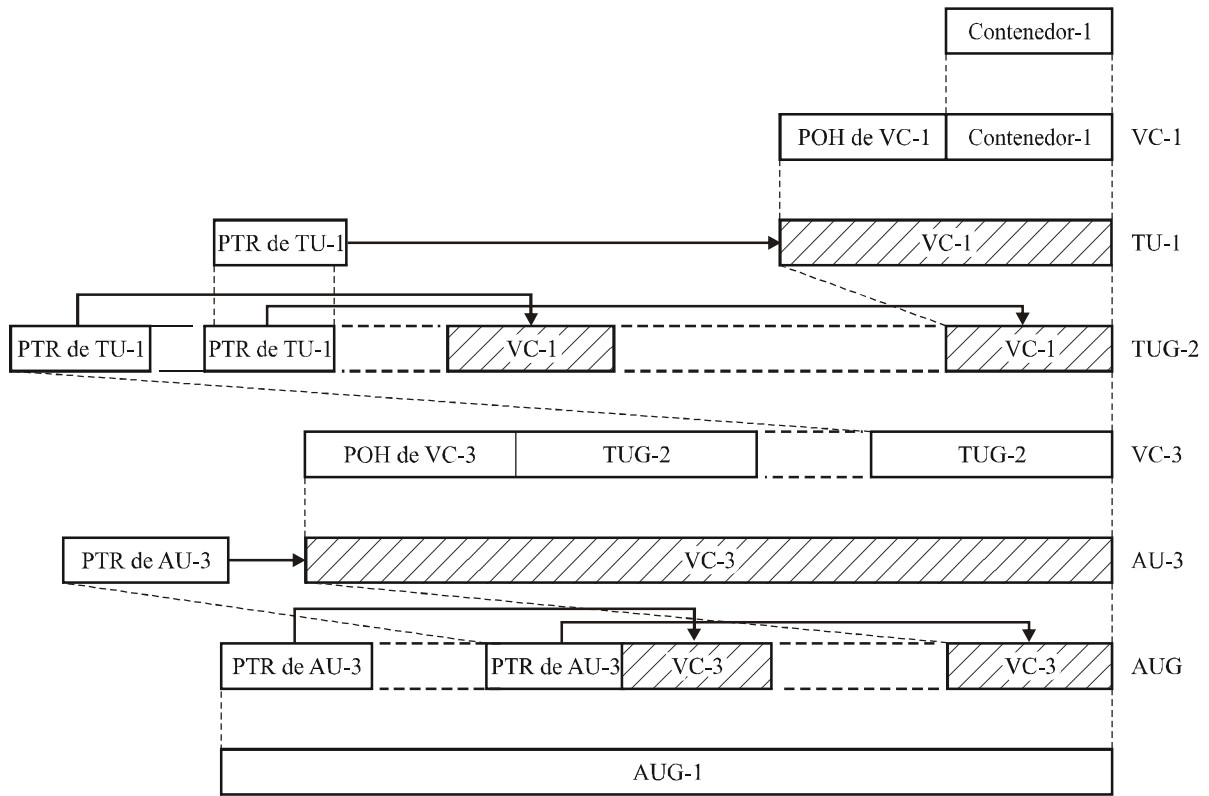 Contenedor-1
POH de VC-1 Contenedor-1 VC-1
PTR de TU-1 VC-1 TU-1
PTR de TU-1 PTR de TU-1 VC-1 VC-1 TUG-2
POH de VC-3 TUG-2 TUG-2 VC-3
PTR de AU-3 VC-3 AU-3
PTR de AU-3 PTR de AU-3 VC-3 VC-3 AUG
AUG-1